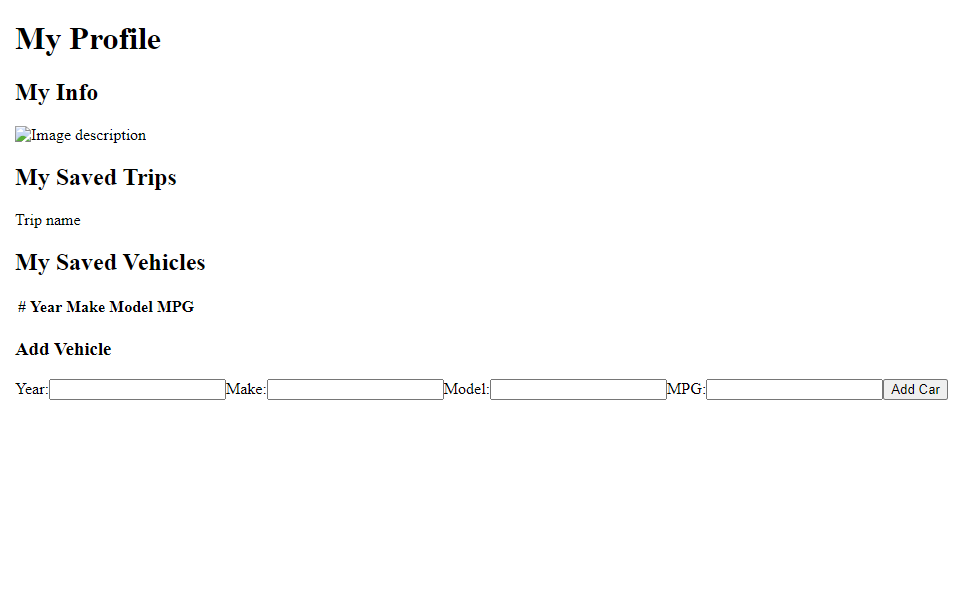 My Profile
My Info
Image description
My Saved Trips
Trip name
My Saved Vehicles
# Year Make Model MPG
Add Vehicle
Year: Make: Model: MPG: Add Car